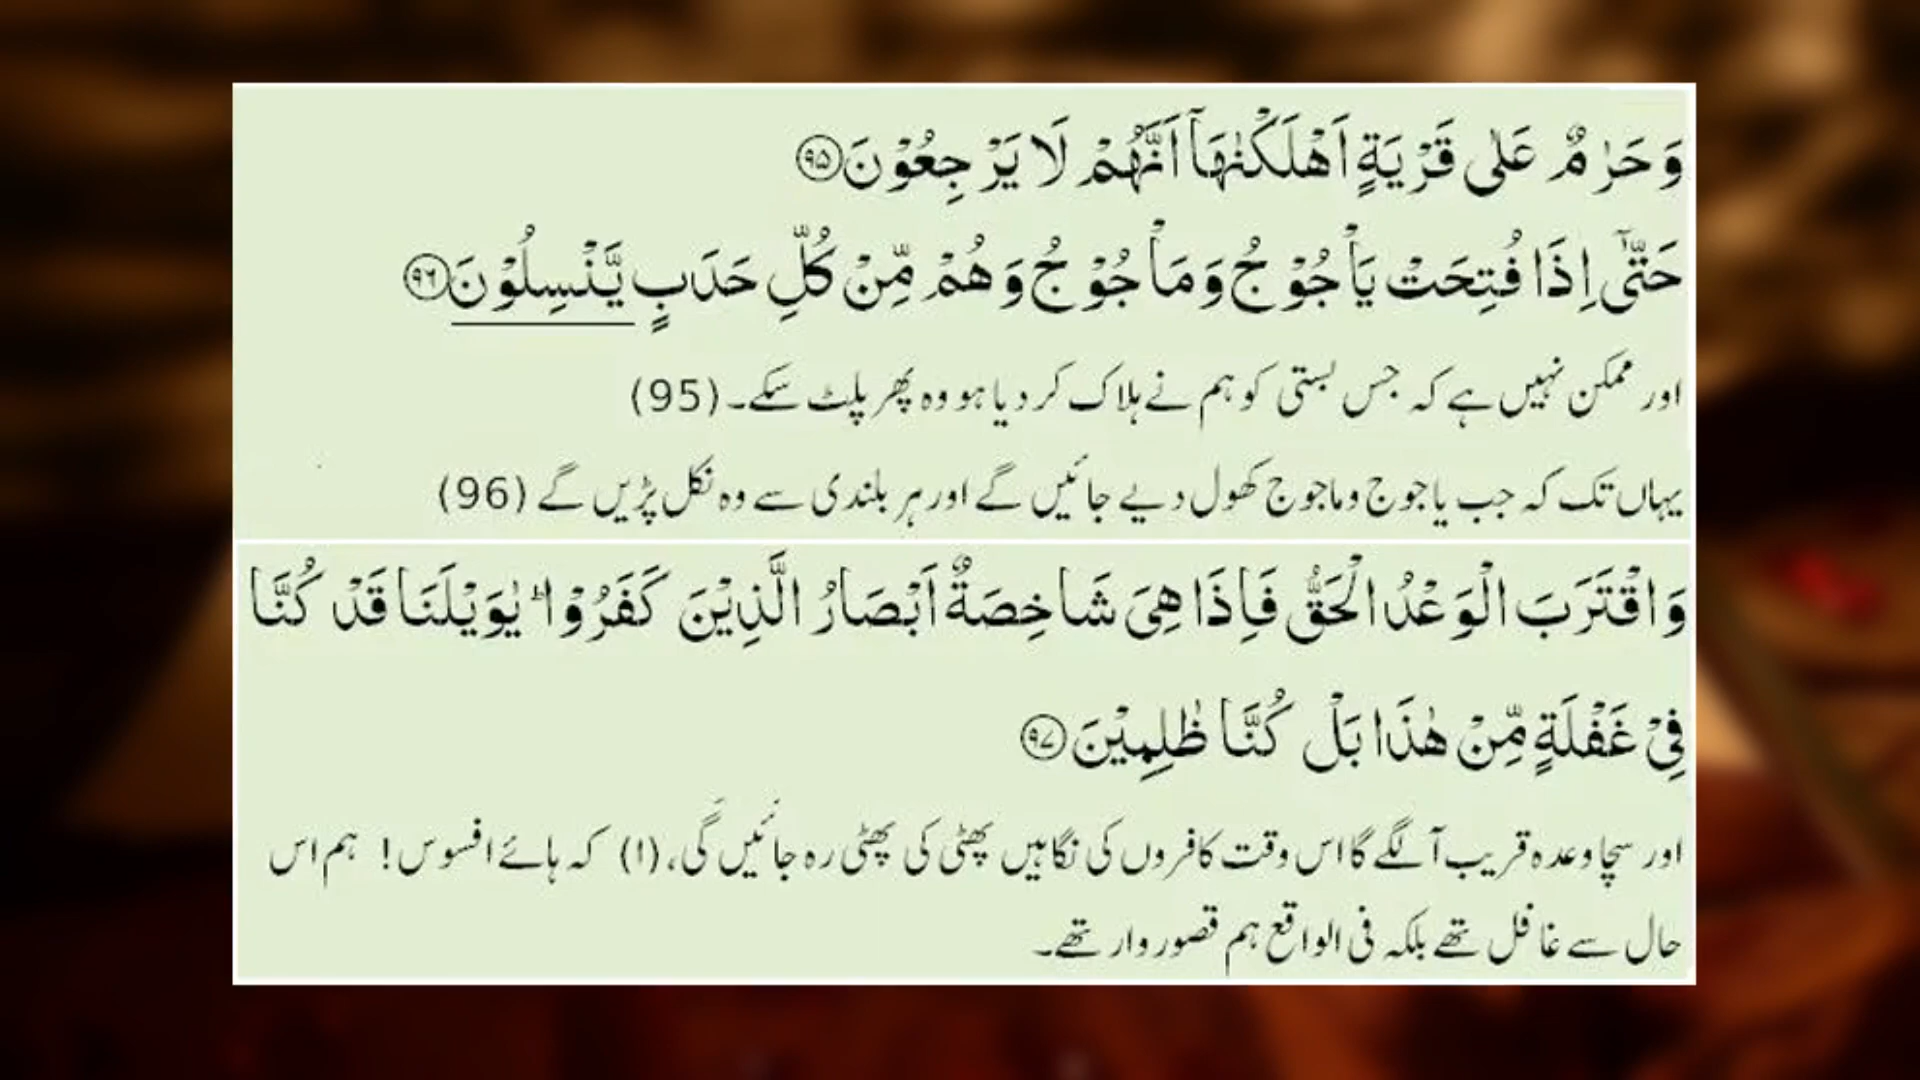 وَ حَرٰمٌ عَلٰى قَرْيَةٍ اَهْلَكْنٰهَاۤ اَنَّهُمْ لَا يَرْجِعُوْنَ ۹۵
حَتّٰۤى اِذَا فُتِحَتْ يَاْجُوْجُ وَ مَاْجُوْجُ وَ هُمْ مِّنْ كُلِّ حَدَبٍ يَّنْسِلُوْنَ ۹۶
اور ممکن نہیں ہے کہ جس بستی کو ہم نے ہلاک کر دیا ہو وہ پھر پلٹ سکے۔ (95)
یہاں تک کہ جب یاجوج و ماجوج کھول دیے جائیں گے اور ہر بلندی سے وہ نکل پڑیں گے (96)
وَ اقْتَرَبَ الْوَعْدُ الْحَقُّ فَاِذَا هِيَ شَاخِصَةٌ اَبْصَارُ الَّذِيْنَ كَفَرُوْا ؕ يٰوَيْلَنَا قَدْ كُنَّا
فِيْ غَفْلَةٍ مِّنْ هٰذَا بَلْ كُنَّا ظٰلِمِيْنَ ۹۷
اور سچا وعدہ قریب آ لگے گا اس وقت کافروں کی نگاہیں پھٹی کی پھٹی رہ جائیں گی، (۱) کہ ہائے افسوس! ہم اس
حال سے غافل تھے بلکہ فی الواقع ہم قصور وار تھے۔